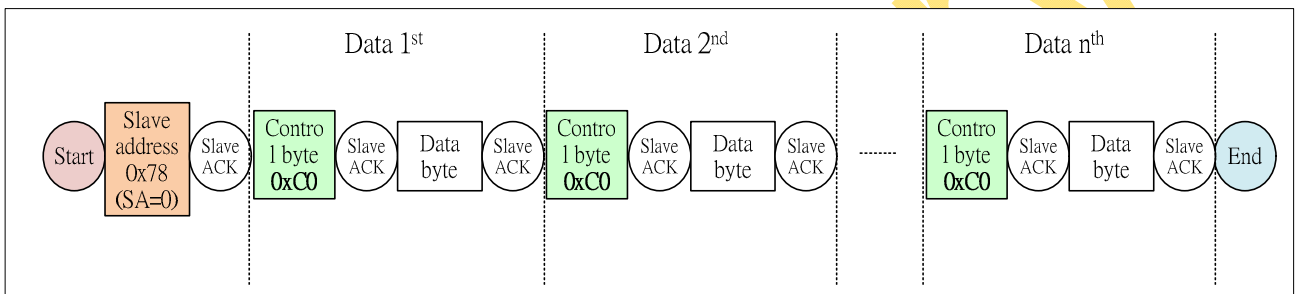 Data 1st
Data 2nd
Data nth
Start
Slave
address
0x78
(SA=0)
Slave
ACK
Contro
l byte
0xC0
Slave
ACK
Data
byte
Slave
ACK
Contro
l byte
0xC0
Slave
ACK
Data
byte
Slave
ACK
Contro
l byte
0xC0
Slave
ACK
Data
byte
Slave
ACK
End